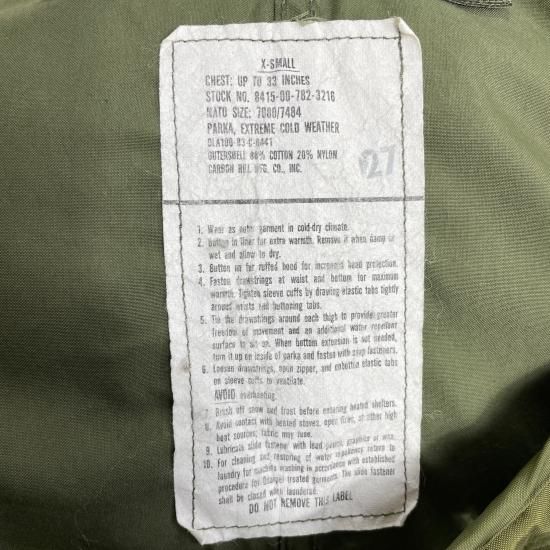 X-SMALL
CHEST: UP TO 33 INCHES
STOCK NO. 8415-00-782-3216
NATO SIZE: 7080/7484
PARKA, EXTREME COLD WEATHER
DLA100-83-C-0441
OUTERSHELL 80% COTTON 20% NYLON
CARBON HILL MFG. CO., INC.
27
1. Wear as outer garment in cold-dry climate.
2. Button in liner for extra warmth. Remove it when damp or
wet and allow to dry.
3. Button on fur ruffed hood for increased head protection.
4. Fasten drawstrings at waist and bottom for maximum
warmth. Tighten sleeve cuffs by drawing elastic tabs tightly
around wrists and buttoning tabs.
5. Tie the drawstrings around each thigh to provide greater
freedom of movement and an additional water repellent
surface to sit on. When bottom extension is not needed,
turn it up on inside of parka and fasten with snap fasteners.
6. Loosen drawstrings, open zipper, and unbutton elastic tabs
on sleeve cuffs to ventilate.
AVOID overheating.
7. Brush off snow and frost before entering heated shelters.
8. Avoid contact with heated stoves, open fires, or other high
heat sources; fabric may fuse.
9. Lubricate slide fastener with lead pencil, graphite or wax.
10. For cleaning and restoring of water repellency return to
laundry for machine washing in accordance with established
procedure for Quarpel treated garments. The slide fastener
shall be closed when laundered.
DO NOT REMOVE THIS LABEL